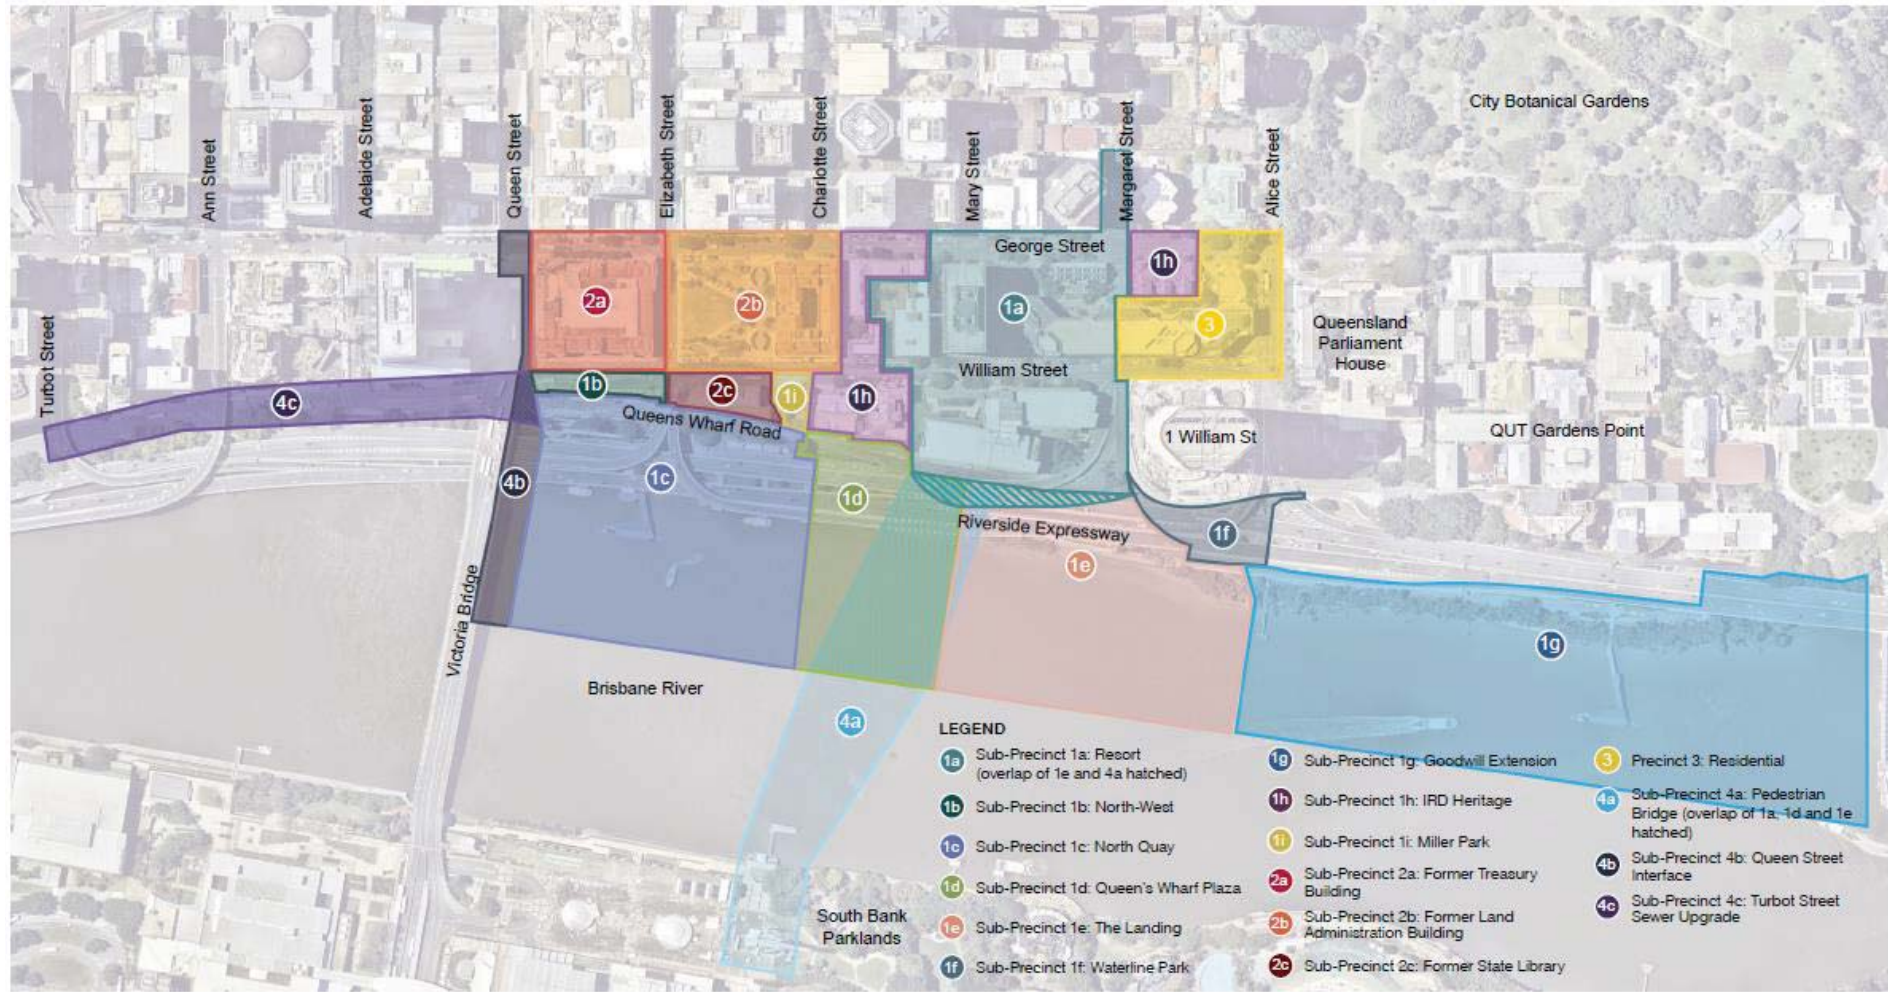 City Botanical Gardens
Ann Street
Adelaide Street
Queen Street
Elizabeth Street
Charlotte Street
Mary Street
Margaret Street
Alice Street
Turbot Street
George Street
1h
2a
2b
1a
3
Queensland
Parliament
House
William Street
1b
2c
1i
1h
4c
Queens Wharf Road
1 William St
QUT Gardens Point
4b
1c
1d
Riverside Expressway
1f
1e
Victoria Bridge
1g
Brisbane River
4a
South Bank
Parklands
LEGEND
1a Sub-Precinct 1a: Resort
(overlap of 1e and 4a hatched)
1b Sub-Precinct 1b: North-West
1c Sub-Precinct 1c: North Quay
1d Sub-Precinct 1d: Queen's Wharf Plaza
1e Sub-Precinct 1e: The Landing
1f Sub-Precinct 1f: Waterline Park
1g Sub-Precinct 1g: Goodwill Extension
1h Sub-Precinct 1h: IRD Heritage
1i Sub-Precinct 1i: Miller Park
2a Sub-Precinct 2a: Former Treasury
Building
2b Sub-Precinct 2b: Former Land
Administration Building
2c Sub-Precinct 2c: Former State Library
3 Precinct 3: Residential
4a Sub-Precinct 4a: Pedestrian
Bridge (overlap of 1a, 1d and 1e
hatched)
4b Sub-Precinct 4b: Queen Street
Interface
4c Sub-Precinct 4c: Turbot Street
Sewer Upgrade